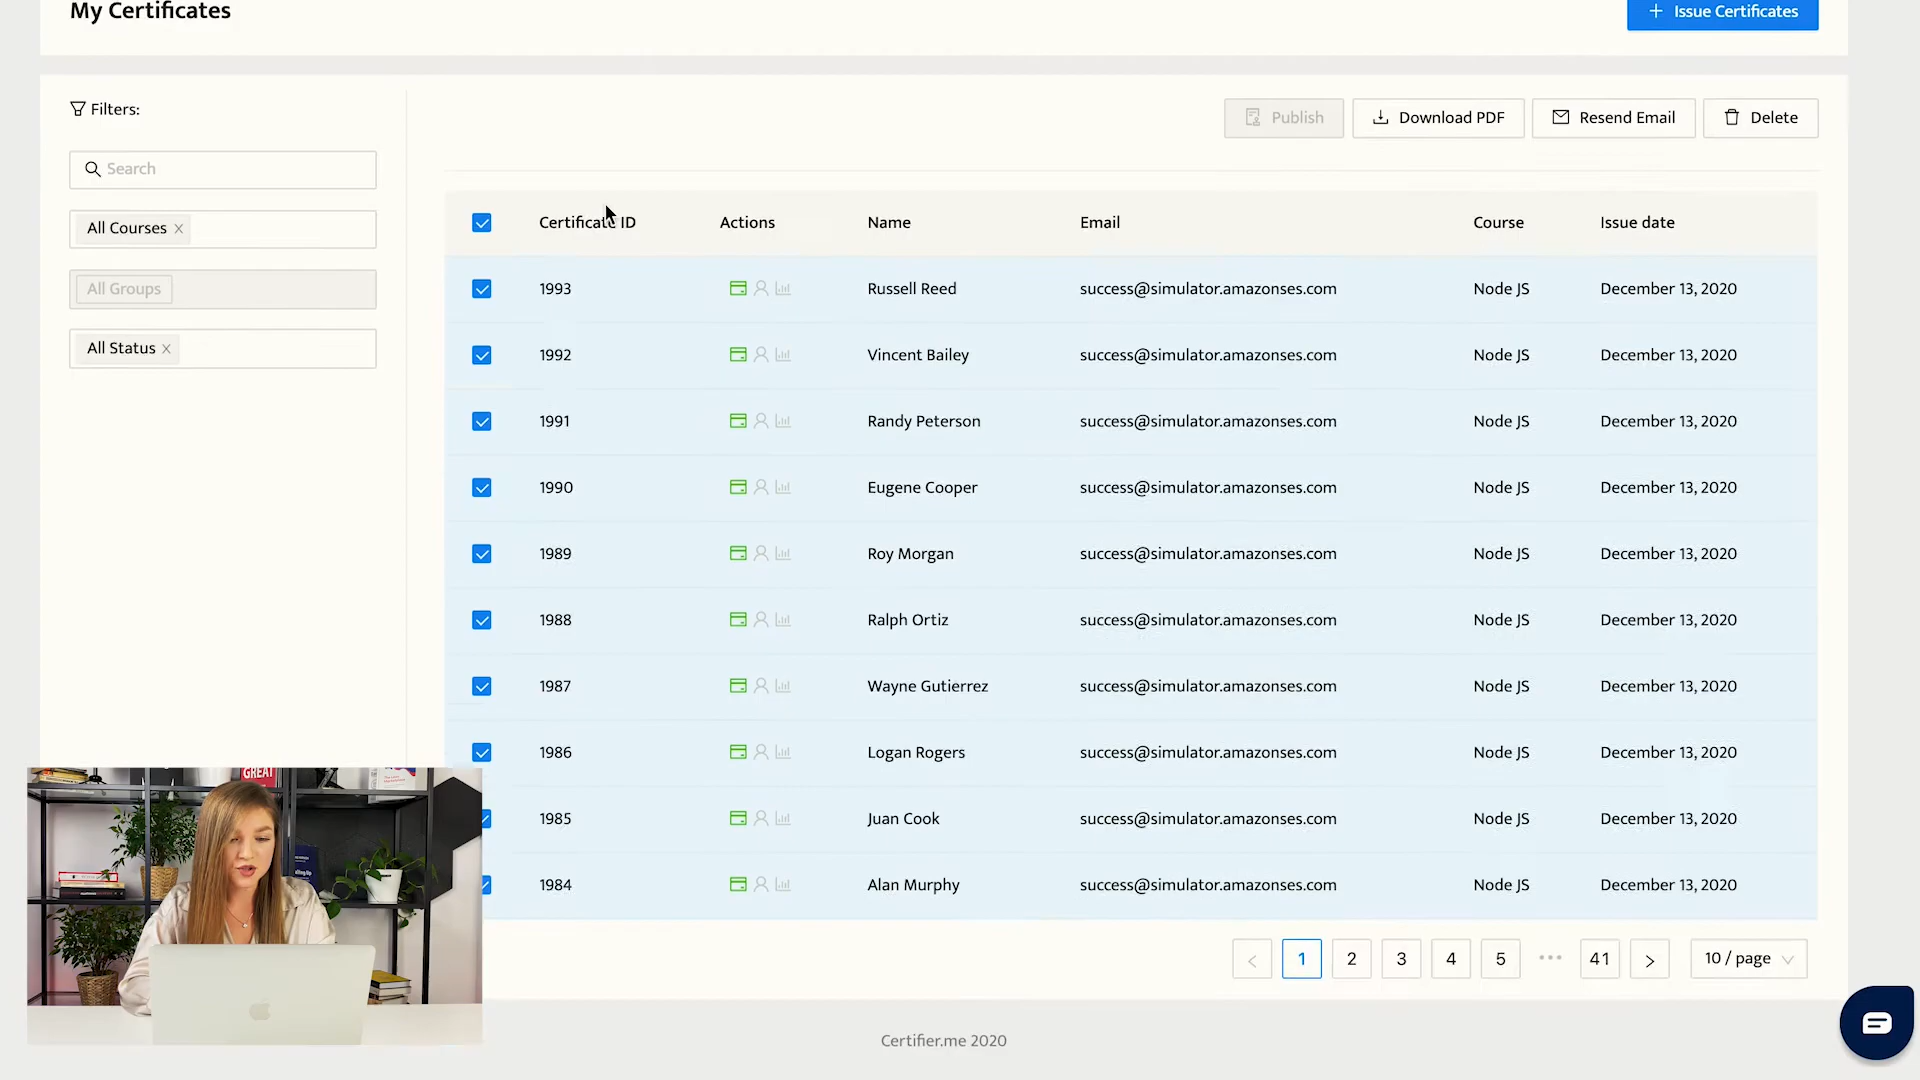 My Certificates
+ Issue Certificates
Filters:
Publish
Download PDF
Resend Email
Delete
Search
All Courses ×
All Groups
All Status ×
Certificate ID Actions Name Email Course Issue date
1993 Russell Reed success@simulator.amazonses.com Node JS December 13, 2020
1992 Vincent Bailey success@simulator.amazonses.com Node JS December 13, 2020
1991 Randy Peterson success@simulator.amazonses.com Node JS December 13, 2020
1990 Eugene Cooper success@simulator.amazonses.com Node JS December 13, 2020
1989 Roy Morgan success@simulator.amazonses.com Node JS December 13, 2020
1988 Ralph Ortiz success@simulator.amazonses.com Node JS December 13, 2020
1987 Wayne Gutierrez success@simulator.amazonses.com Node JS December 13, 2020
1986 Logan Rogers success@simulator.amazonses.com Node JS December 13, 2020
1985 Juan Cook success@simulator.amazonses.com Node JS December 13, 2020
1984 Alan Murphy success@simulator.amazonses.com Node JS December 13, 2020
GREAT
< 1 2 3 4 5 ••• 41 > 10 / page
Certifier.me 2020